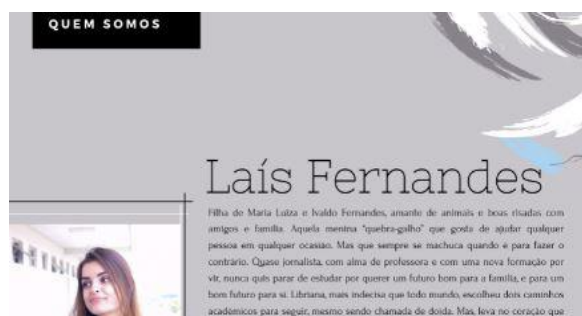 QUEM SOMOS
Laís Fernandes
Filha de Maria Luiza e Ivaldo Fernandes, amante de animais e boas risadas com
amigos e família. Aquela menina "quebra-galho" que gosta de ajudar qualquer
pessoa em qualquer ocasião. Mas que sempre se machuca quando é para fazer o
contrário. Quase jornalista, com alma de professora e com uma nova formação por
vir, nunca quis parar de estudar por querer um futuro bom para a família, e para um
bom futuro para si. Libriana, mais indecisa que todo mundo, escolheu dois caminhos
acadêmicos para seguir, mesmo sendo chamada de doida. Mas, leva no coração que